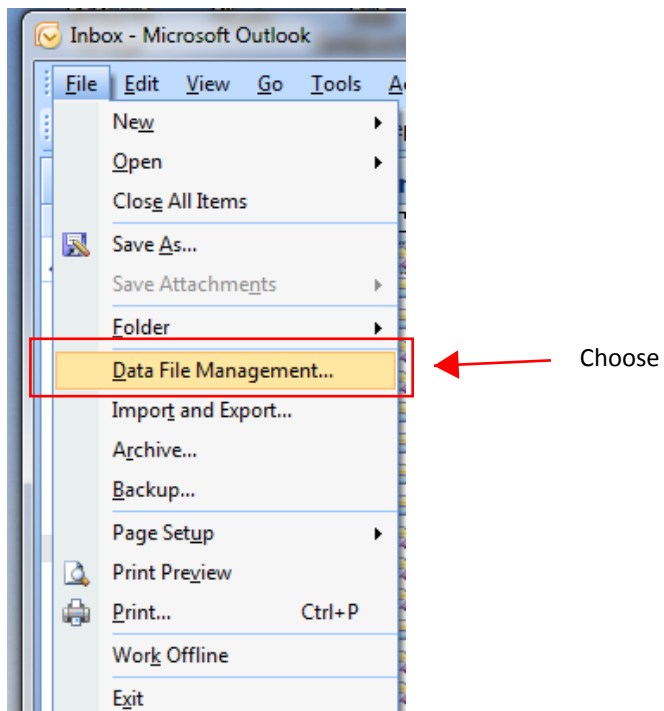 Inbox - Microsoft Outlook
File Edit View Go Tools
New
Open
Close All Items
Save As...
Save Attachments
Folder
Data File Management...
Choose
Import and Export...
Archive...
Backup...
Page Setup
Print Preview
Print... Ctrl+P
Work Offline
Exit